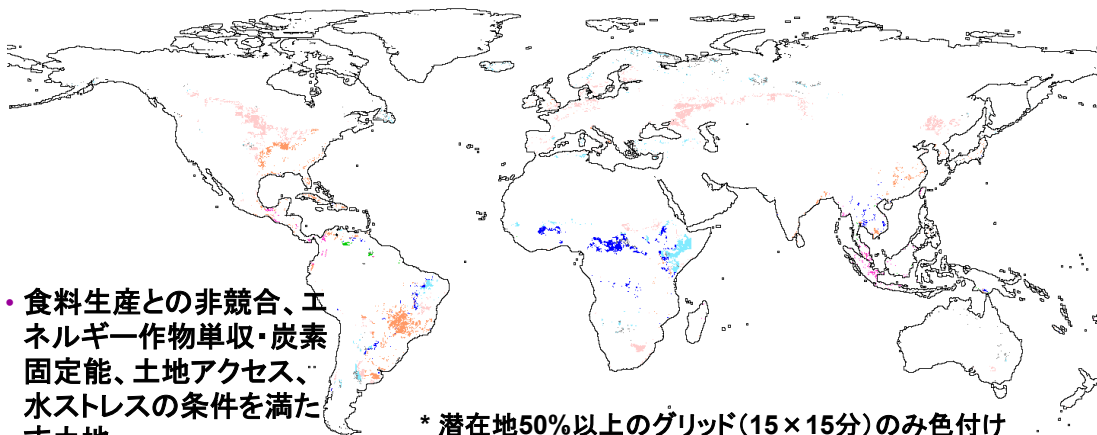 • 食料生産との非競合、エ
ネルギー作物単収・炭素
固定能、土地アクセス、
水ストレスの条件を満た
す土地
* 潜在地50%以上のグリッド（15×15分）のみ色付け